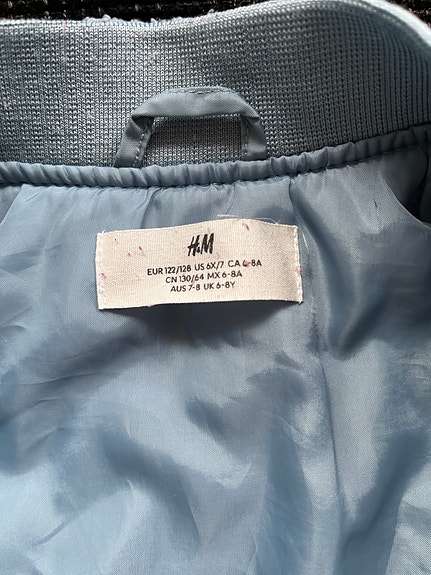 H&M
EUR 122/128 US 6X/7 CA 6-8A
CN 130/64 MX 6-8A
AUS 7-8 UK 6-8Y